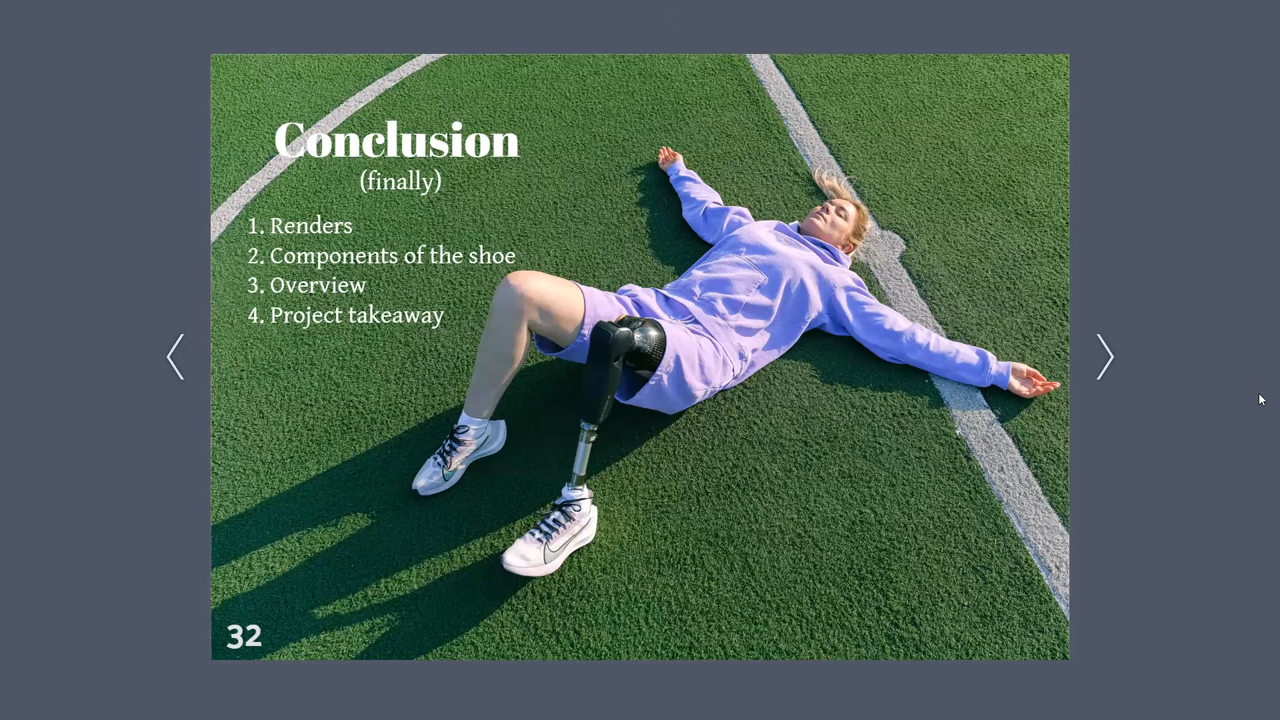 Conclusion
(finally)
1. Renders
2. Components of the shoe
3. Overview
4. Project takeaway
32